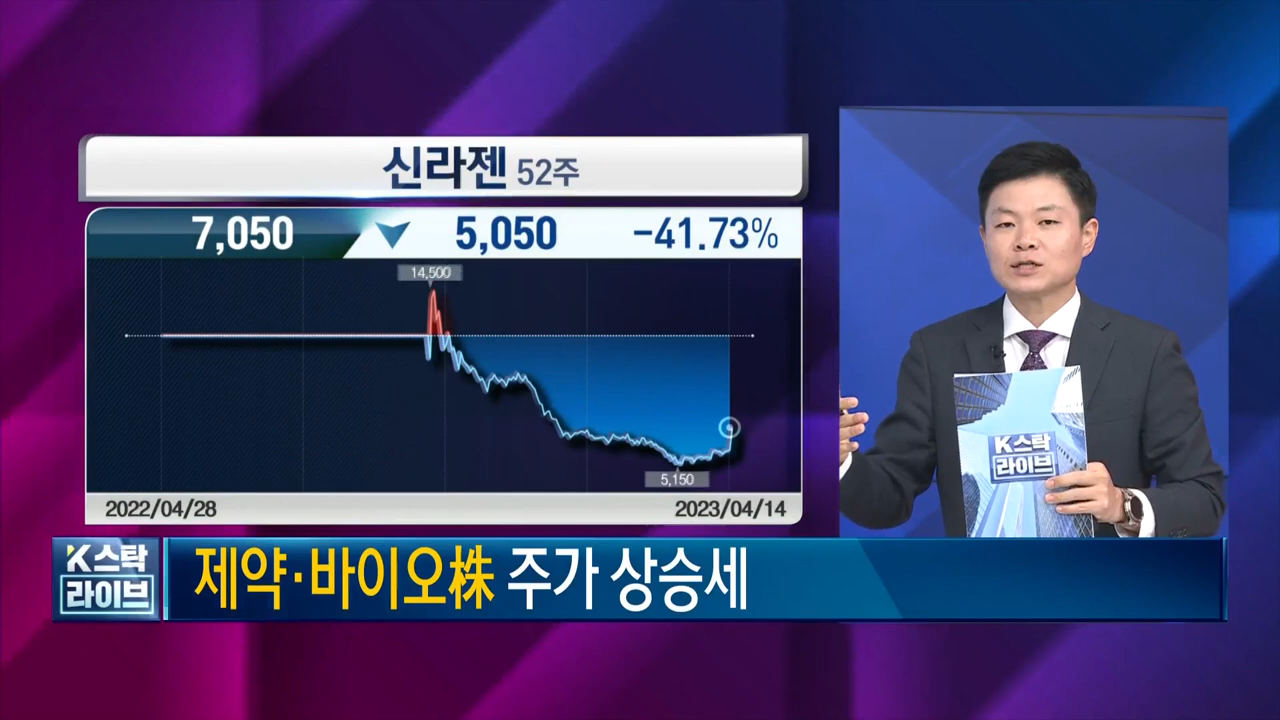 신라젠 52주
7,050 5,050 -41.73%
14,500
5,150
2022/04/28 2023/04/14
K스탁
라이브
K스탁
라이브
제약·바이오株 주가 상승세